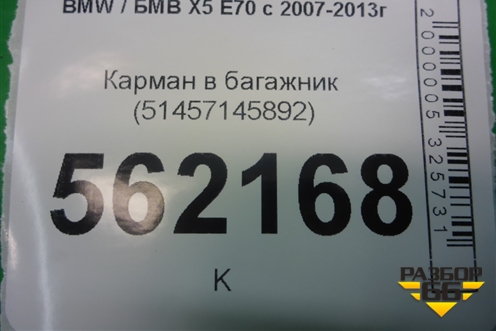 BMW / БМВ X5 E70 с 2007-2013г
Карман в багажник
(51457145892)
562168
К
2000005325731
РАЗБОР
66